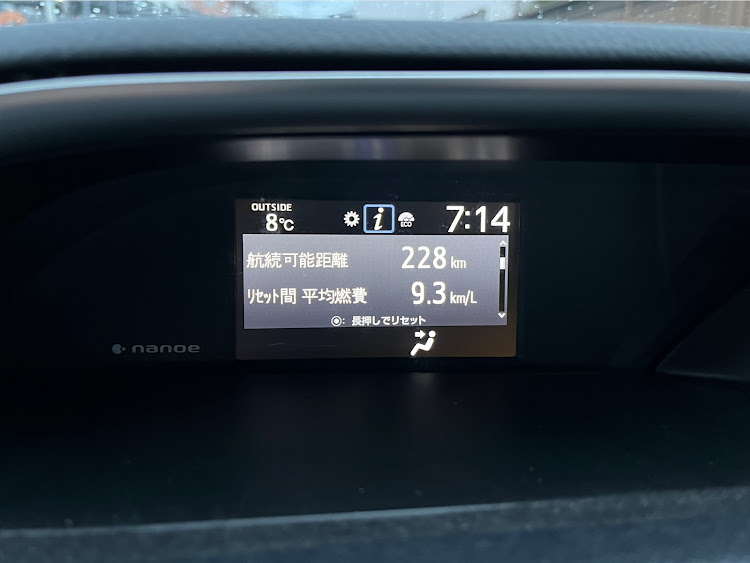 OUTSIDE
8℃
i
ECO
7:14
航続可能距離 228 km
ﾘｾｯﾄ間 平均燃費 9.3 km/L
◉: 長押しでリセット
nanoe